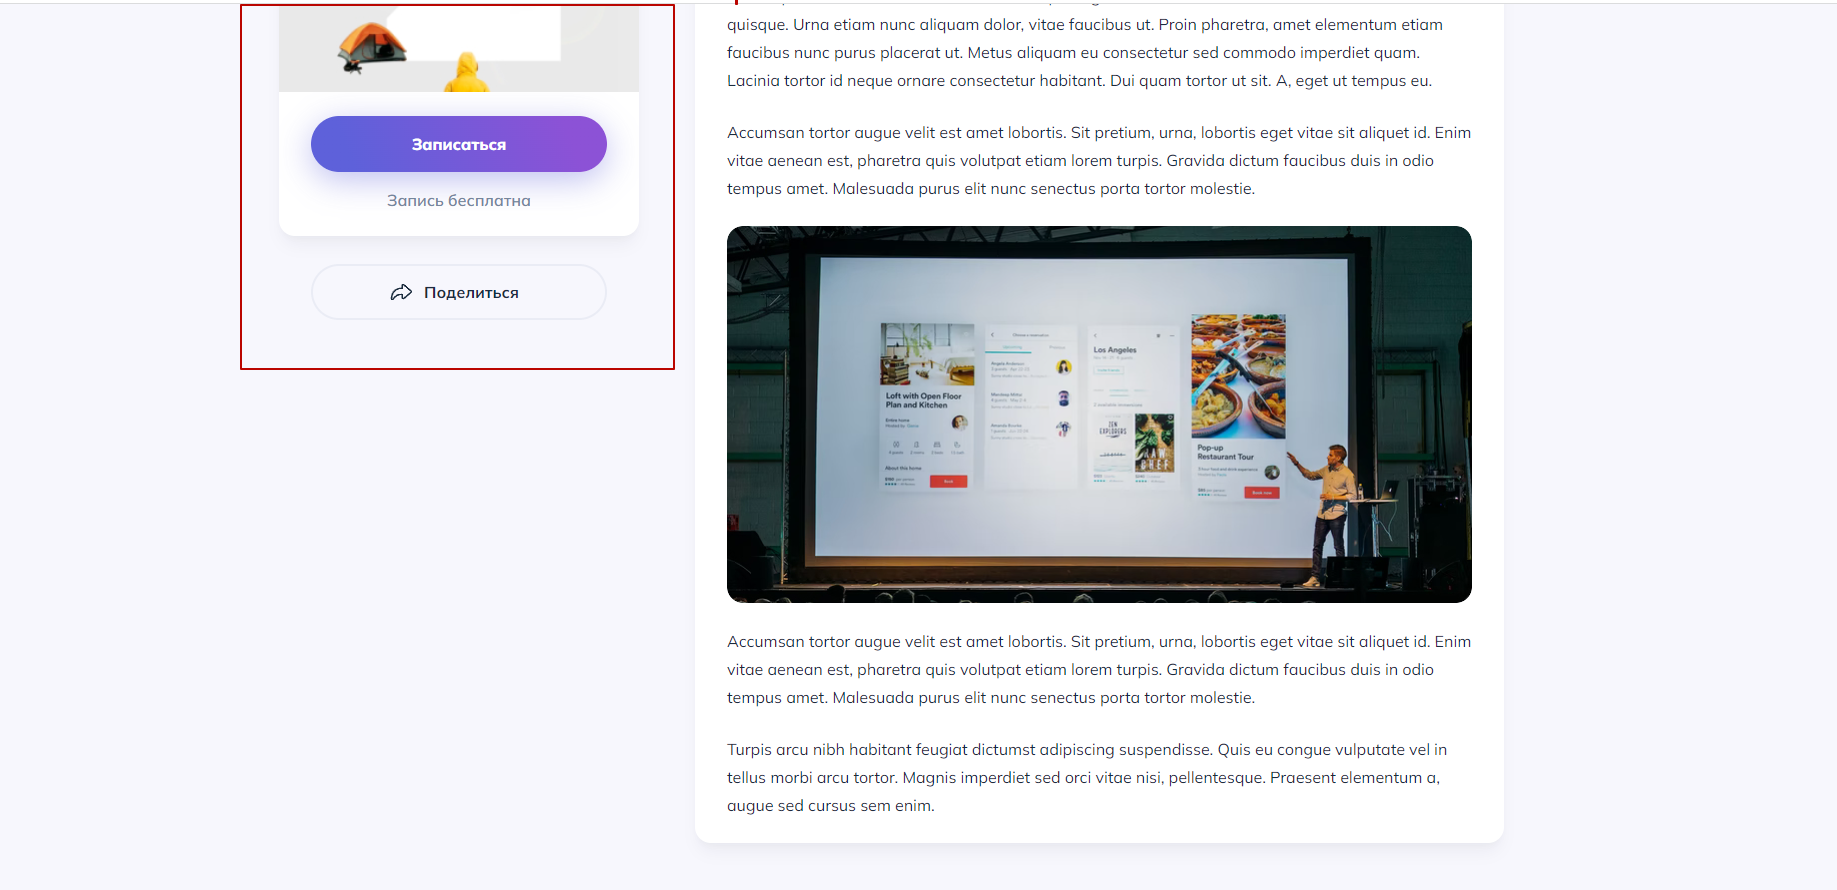 Записаться
Запись бесплатна
Поделиться
quisque. Urna etiam nunc aliquam dolor, vitae faucibus ut. Proin pharetra, amet elementum etiam
faucibus nunc purus placerat ut. Metus aliquam eu consectetur sed commodo imperdiet quam.
Lacinia tortor id neque ornare consectetur habitant. Dui quam tortor ut sit. A, eget ut tempus eu.
Accumsan tortor augue velit est amet lobortis. Sit pretium, urna, lobortis eget vitae sit aliquet id. Enim
vitae aenean est, pharetra quis volutpat etiam lorem turpis. Gravida dictum faucibus duis in odio
tempus amet. Malesuada purus elit nunc senectus porta tortor molestie.
Loft with Open Floor
Plan and Kitchen
About this home
Los Angeles
ZEN
EXPLORERS
RAW
CHEF
Pop-up
Restaurant Tour
Book now
Accumsan tortor augue velit est amet lobortis. Sit pretium, urna, lobortis eget vitae sit aliquet id. Enim
vitae aenean est, pharetra quis volutpat etiam lorem turpis. Gravida dictum faucibus duis in odio
tempus amet. Malesuada purus elit nunc senectus porta tortor molestie.
Turpis arcu nibh habitant feugiat dictumst adipiscing suspendisse. Quis eu congue vulputate vel in
tellus morbi arcu tortor. Magnis imperdiet sed orci vitae nisi, pellentesque. Praesent elementum a,
augue sed cursus sem enim.